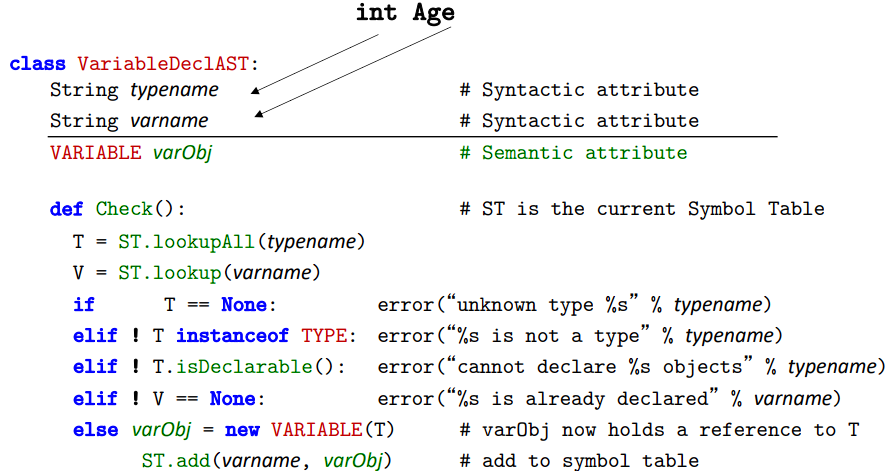 int Age
class VariableDeclAST:
String typename # Syntactic attribute
String varname # Syntactic attribute
VARIABLE varObj # Semantic attribute
def Check(): # ST is the current Symbol Table
T = ST.lookupAll(typename)
V = ST.lookup(varname)
if T == None: error(“unknown type %s” % typename)
elif ! T instanceof TYPE: error(“%s is not a type” % typename)
elif ! T.isDeclarable(): error(“cannot declare %s objects” % typename)
elif ! V == None: error(“%s is already declared” % varname)
else varObj = new VARIABLE(T) # varObj now holds a reference to T
ST.add(varname, varObj) # add to symbol table